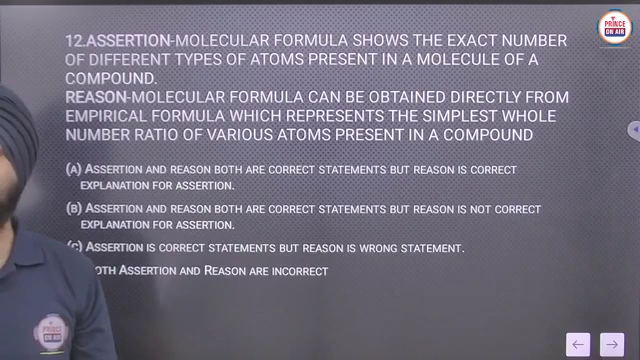 PRINCE
ON AIR
12.ASSERTION-MOLECULAR FORMULA SHOWS THE EXACT NUMBER
OF DIFFERENT TYPES OF ATOMS PRESENT IN A MOLECULE OF A
COMPOUND.
REASON-MOLECULAR FORMULA CAN BE OBTAINED DIRECTLY FROM
EMPIRICAL FORMULA WHICH REPRESENTS THE SIMPLEST WHOLE
NUMBER RATIO OF VARIOUS ATOMS PRESENT IN A COMPOUND
(A) ASSERTION AND REASON BOTH ARE CORRECT STATEMENTS BUT REASON IS CORRECT
EXPLANATION FOR ASSERTION.
(B) ASSERTION AND REASON BOTH ARE CORRECT STATEMENTS BUT REASON IS NOT CORRECT
EXPLANATION FOR ASSERTION.
(C) ASSERTION IS CORRECT STATEMENTS BUT REASON IS WRONG STATEMENT.
ASSERTION AND REASON ARE INCORRECT
PRINCE
ON AIR